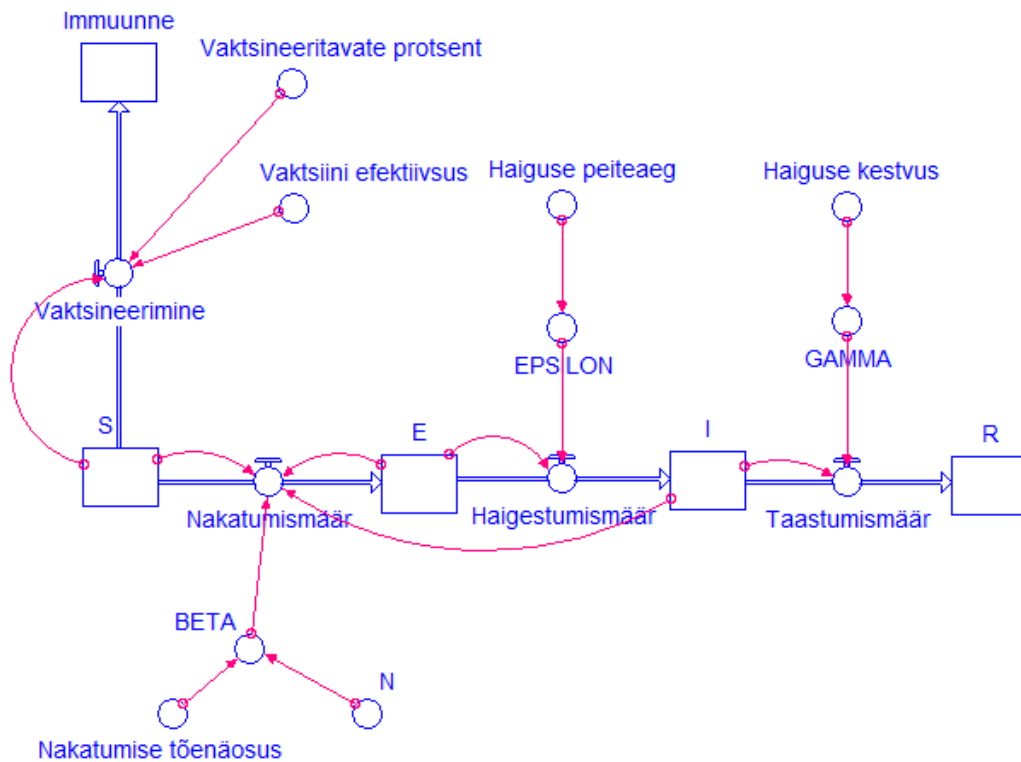 Immuunne
Vaktsineeritavate protsent
Vaktsiini efektiivsus
Haiguse peiteaeg
Haiguse kestvus
Vaktsineerimine
EPSILON
GAMMA
S
E
I
R
Nakatumismäär
Haigestumismäär
Taastumismäär
BETA
N
Nakatumise tõenäosus